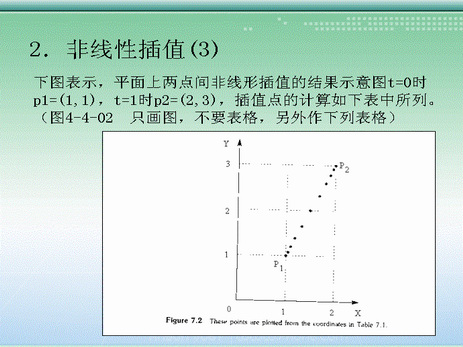 2. 非线性插值(3)
下图表示，平面上两点间非线形插值的结果示意图t=0时
p1=(1,1)，t=1时p2=(2,3)，插值点的计算如下表中所列。
（图4-4-02 只画图，不要表格，另外作下列表格）
Y
3
P2
2
1
P1
0
1
2
X
Figure 7.2 These points are plotted from the coordinates in Table 7.1.